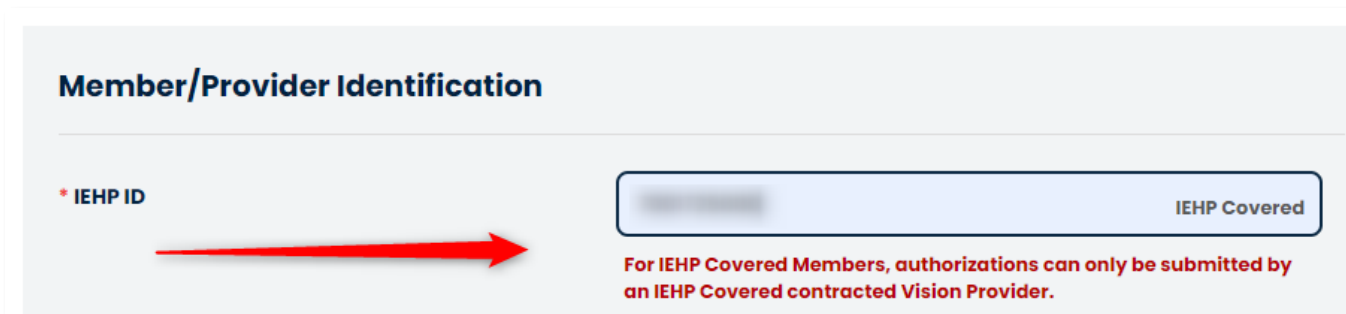 Member/Provider Identification
* IEHP ID
IEHP Covered
For IEHP Covered Members, authorizations can only be submitted by
an IEHP Covered contracted Vision Provider.